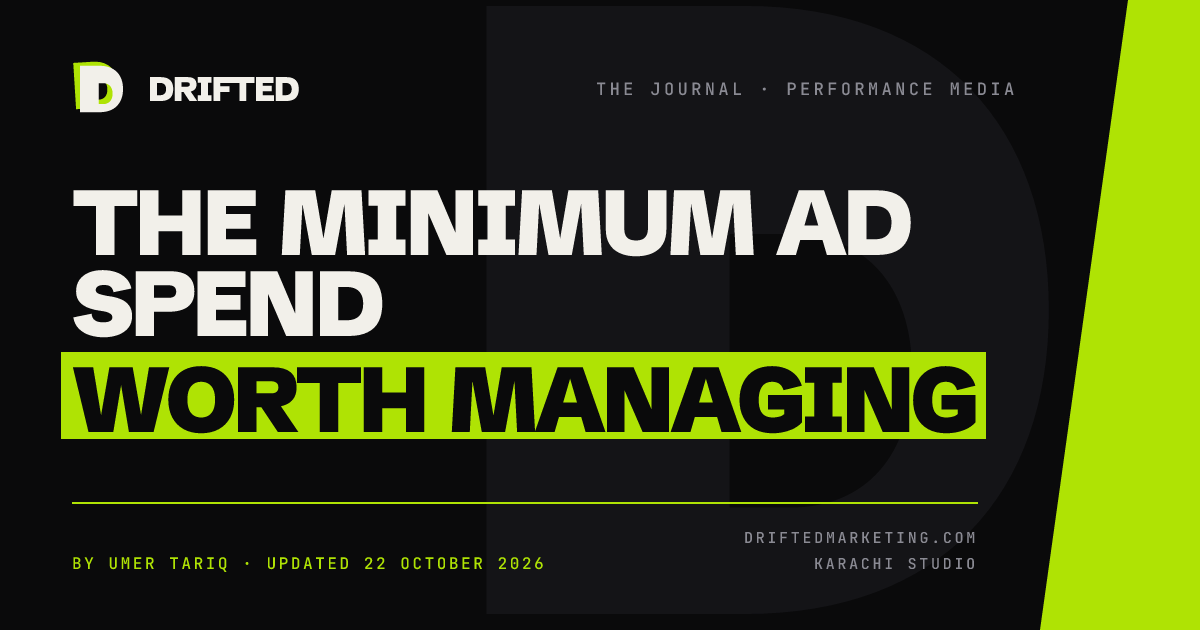 DRIFTED
THE JOURNAL · PERFORMANCE MEDIA
THE MINIMUM AD
SPEND
WORTH MANAGING
DRIFTEDMARKETING.COM
BY UMER TARIQ · UPDATED 22 OCTOBER 2026
KARACHI STUDIO